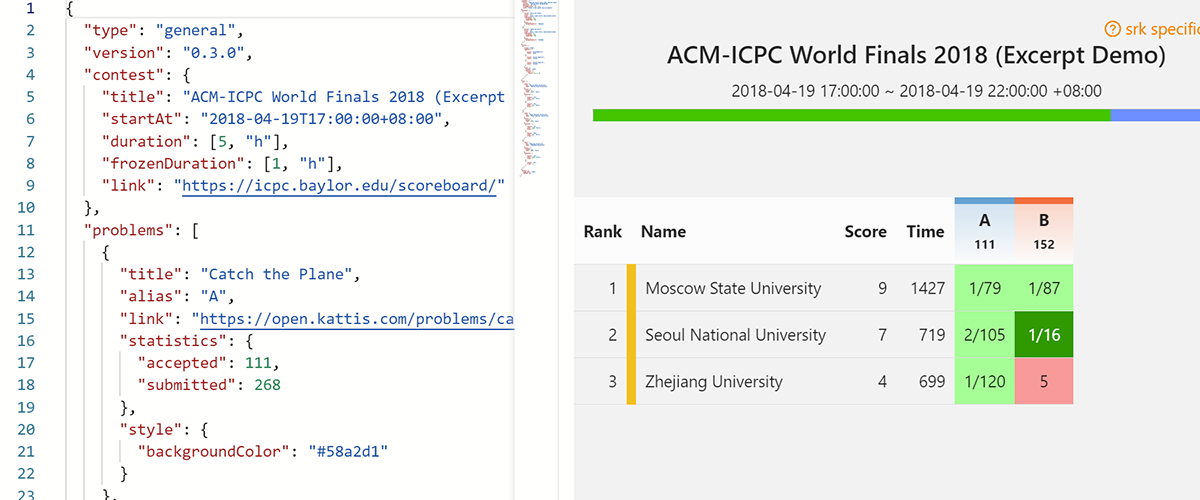 1 {
2 "type": "general",
3 "version": "0.3.0",
4 "contest": {
5 "title": "ACM-ICPC World Finals 2018 (Excerpt
6 "startAt": "2018-04-19T17:00:00+08:00",
7 "duration": [5, "h"],
8 "frozenDuration": [1, "h"],
9 "link": "https://icpc.baylor.edu/scoreboard/"
10 },
11 "problems": [
12 {
13 "title": "Catch the Plane",
14 "alias": "A",
15 "link": "https://open.kattis.com/problems/ca
16 "statistics": {
17 "accepted": 111,
18 "submitted": 268
19 },
20 "style": {
21 "backgroundColor": "#58a2d1"
22 }
23 },
? srk specific
ACM-ICPC World Finals 2018 (Excerpt Demo)
2018-04-19 17:00:00 ~ 2018-04-19 22:00:00 +08:00
Rank Name Score Time A B
111 152
1 Moscow State University 9 1427 1/79 1/87
2 Seoul National University 7 719 2/105 1/16
3 Zhejiang University 4 699 1/120 5